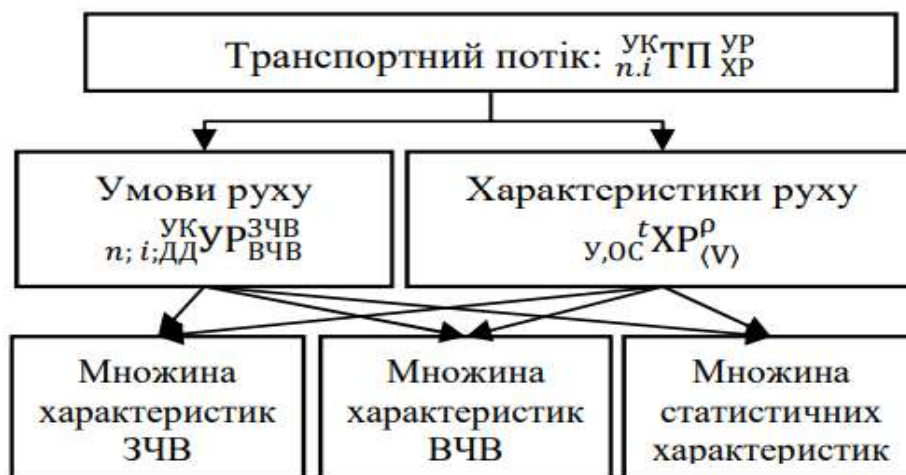 Транспортний потік: УК n.i ТП УР ХР
Умови руху
n; i; УК ДД УР ЗЧВ ВЧВ
Характеристики руху
У,ОС t ХР ρ ⟨V⟩
Множина
характеристик
ЗЧВ
Множина
характеристик
ВЧВ
Множина
статистичних
характеристик